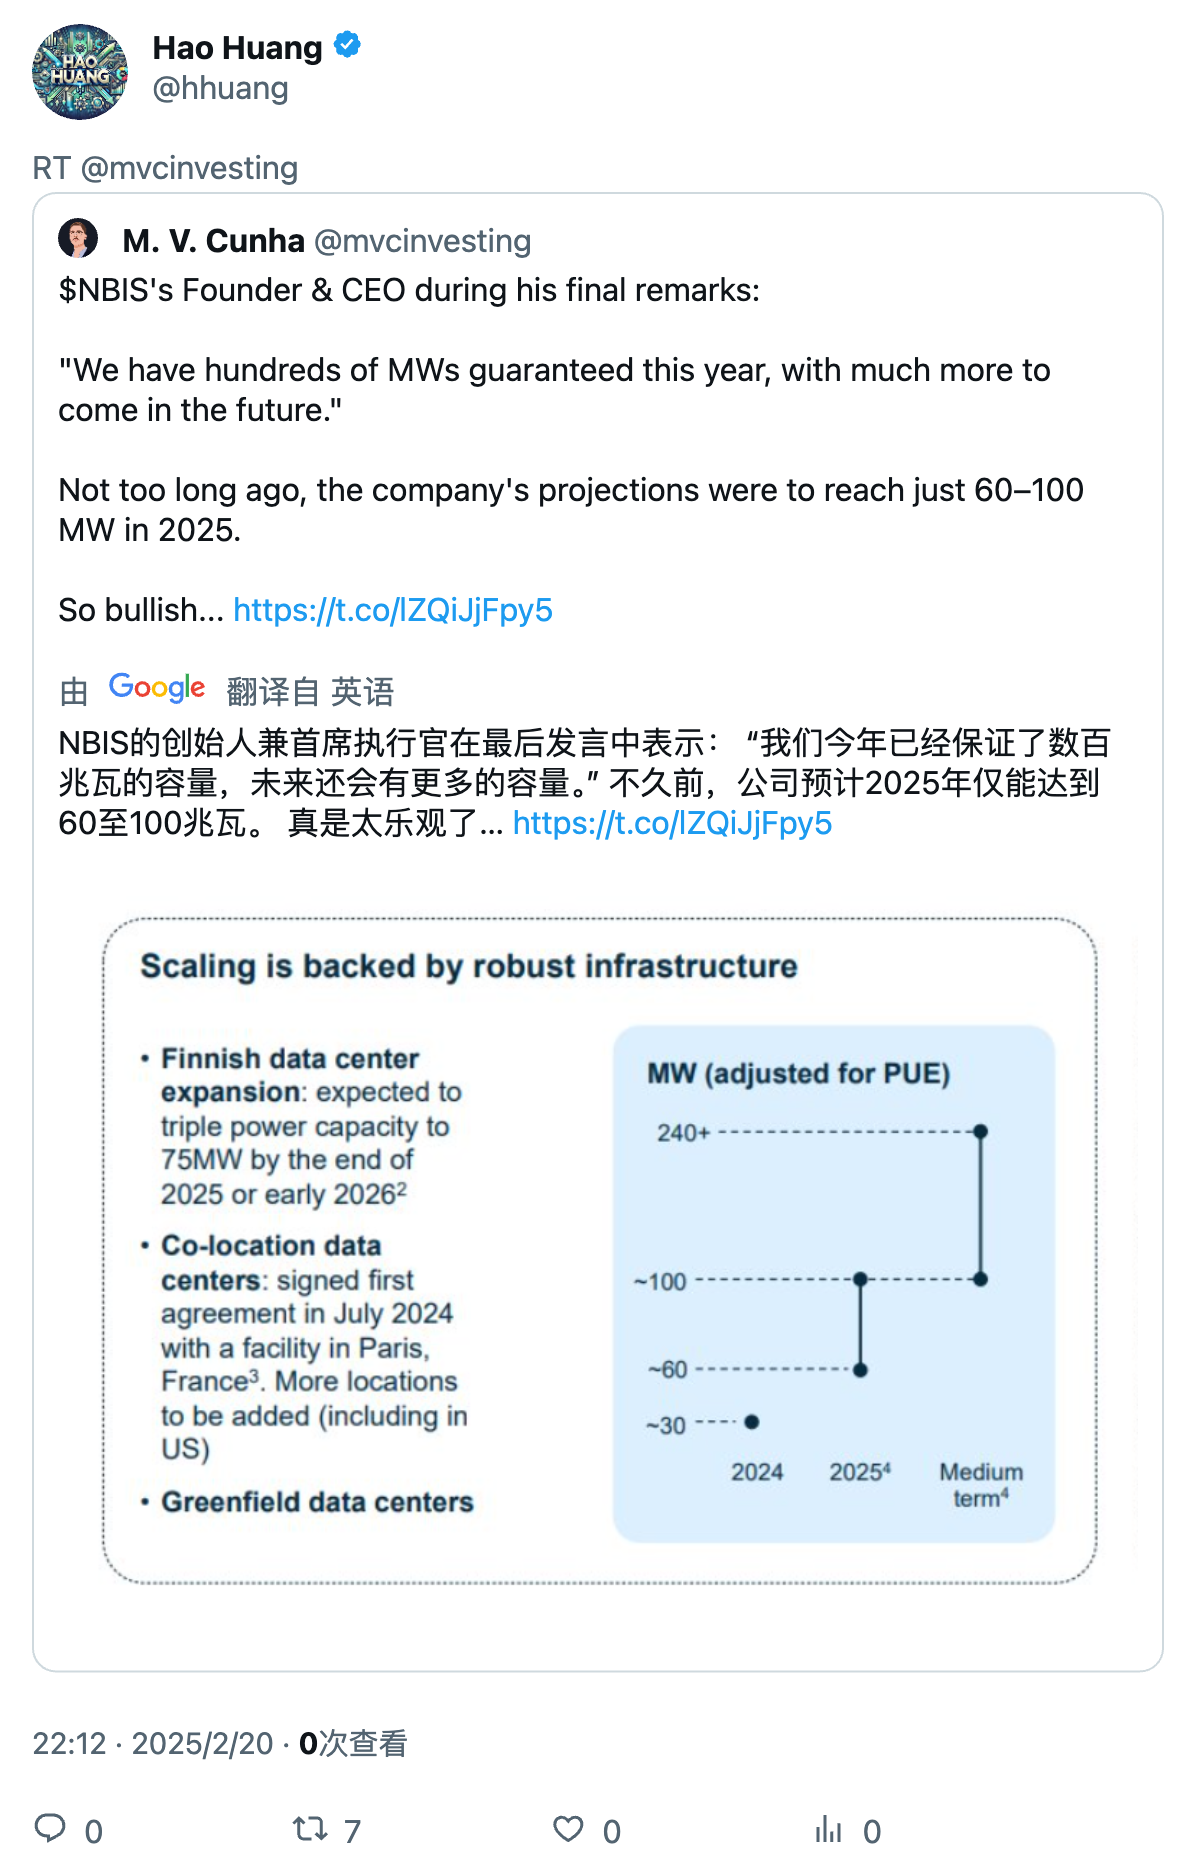 Hao Huang
@hhuang
RT @mvcinvesting
M. V. Cunha @mvcinvesting
$NBIS's Founder & CEO during his final remarks:
"We have hundreds of MWs guaranteed this year, with much more to
come in the future."
Not too long ago, the company's projections were to reach just 60–100
MW in 2025.
So bullish... https://t.co/lZQiJjFpy5
由 Google 翻译自 英语
NBIS的创始人兼首席执行官在最后发言中表示： “我们今年已经保证了数百
兆瓦的容量，未来还会有更多的容量。” 不久前，公司预计2025年仅能达到
60至100兆瓦。 真是太乐观了... https://t.co/lZQiJjFpy5
Scaling is backed by robust infrastructure
• Finnish data center
expansion: expected to
triple power capacity to
75MW by the end of
2025 or early 2026²
• Co-location data
centers: signed first
agreement in July 2024
with a facility in Paris,
France³. More locations
to be added (including in
US)
• Greenfield data centers
MW (adjusted for PUE)
240+
~100
~60
~30
2024 2025⁴ Medium
term⁴
22:12 · 2025/2/20 · 0次查看
0 7 0 0
HAO
HUANG